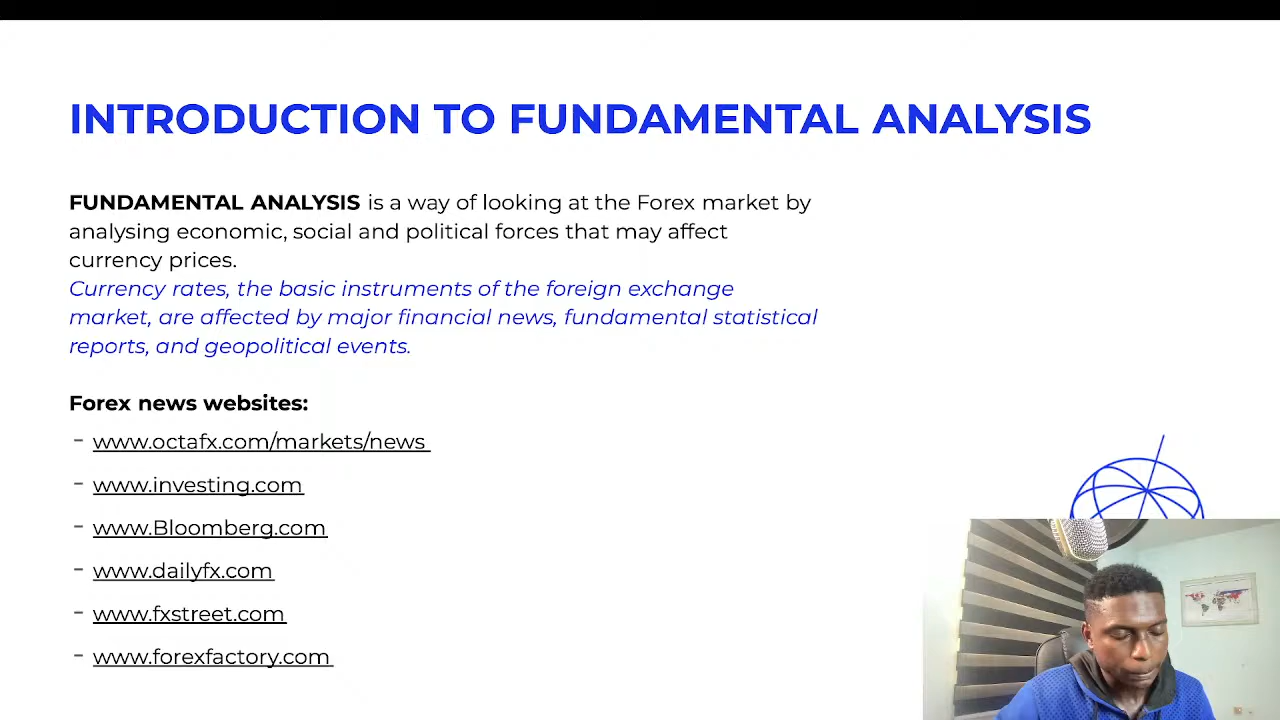 INTRODUCTION TO FUNDAMENTAL ANALYSIS
FUNDAMENTAL ANALYSIS is a way of looking at the Forex market by
analysing economic, social and political forces that may affect
currency prices.
Currency rates, the basic instruments of the foreign exchange
market, are affected by major financial news, fundamental statistical
reports, and geopolitical events.
Forex news websites:
- www.octafx.com/markets/news
- www.investing.com
- www.Bloomberg.com
- www.dailyfx.com
- www.fxstreet.com
- www.forexfactory.com